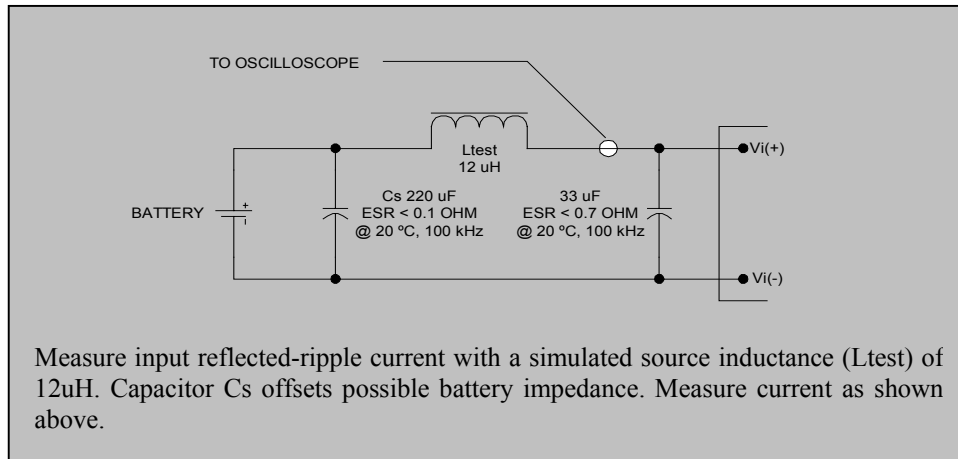 TO OSCILLOSCOPE
Ltest
12 uH
Vi(+)
BATTERY
+
Cs 220 uF
ESR < 0.1 OHM
@ 20 ºC, 100 kHz
33 uF
ESR < 0.7 OHM
@ 20 ºC, 100 kHz
Vi(-)
Measure input reflected-ripple current with a simulated source inductance (Ltest) of
12uH. Capacitor Cs offsets possible battery impedance. Measure current as shown
above.